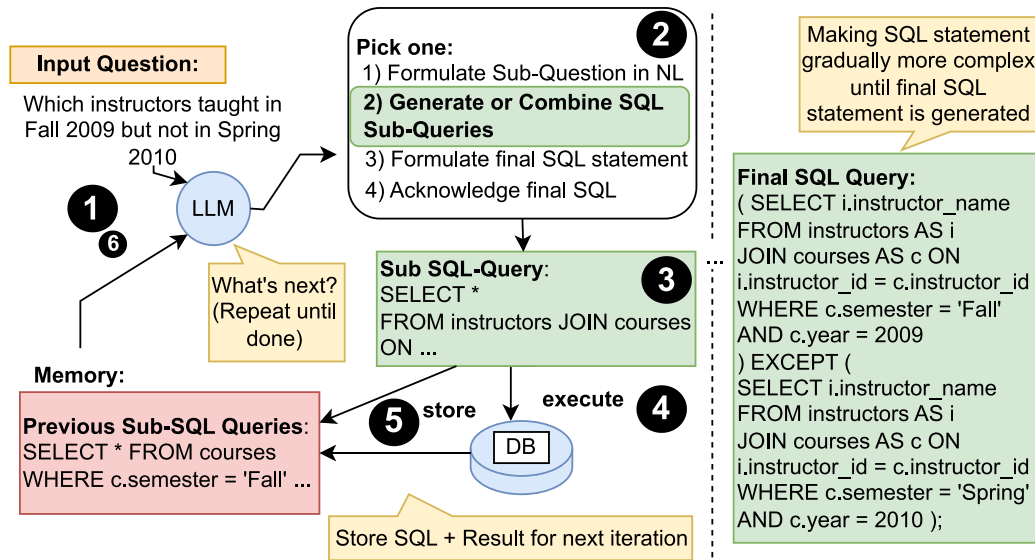 Input Question:
Which instructors taught in
Fall 2009 but not in Spring
2010
1
6
LLM
What's next?
(Repeat until
done)
2
Pick one:
1) Formulate Sub-Question in NL
2) Generate or Combine SQL
Sub-Queries
3) Formulate final SQL statement
4) Acknowledge final SQL
Sub SQL-Query:
SELECT *
FROM instructors JOIN courses
ON ...
3
...
execute
4
DB
5
store
Memory:
Previous Sub-SQL Queries:
SELECT * FROM courses
WHERE c.semester = 'Fall' ...
Store SQL + Result for next iteration
Making SQL statement
gradually more complex
until final SQL
statement is generated
Final SQL Query:
( SELECT i.instructor_name
FROM instructors AS i
JOIN courses AS c ON
i.instructor_id = c.instructor_id
WHERE c.semester = 'Fall'
AND c.year = 2009
) EXCEPT (
SELECT i.instructor_name
FROM instructors AS i
JOIN courses AS c ON
i.instructor_id = c.instructor_id
WHERE c.semester = 'Spring'
AND c.year = 2010 );